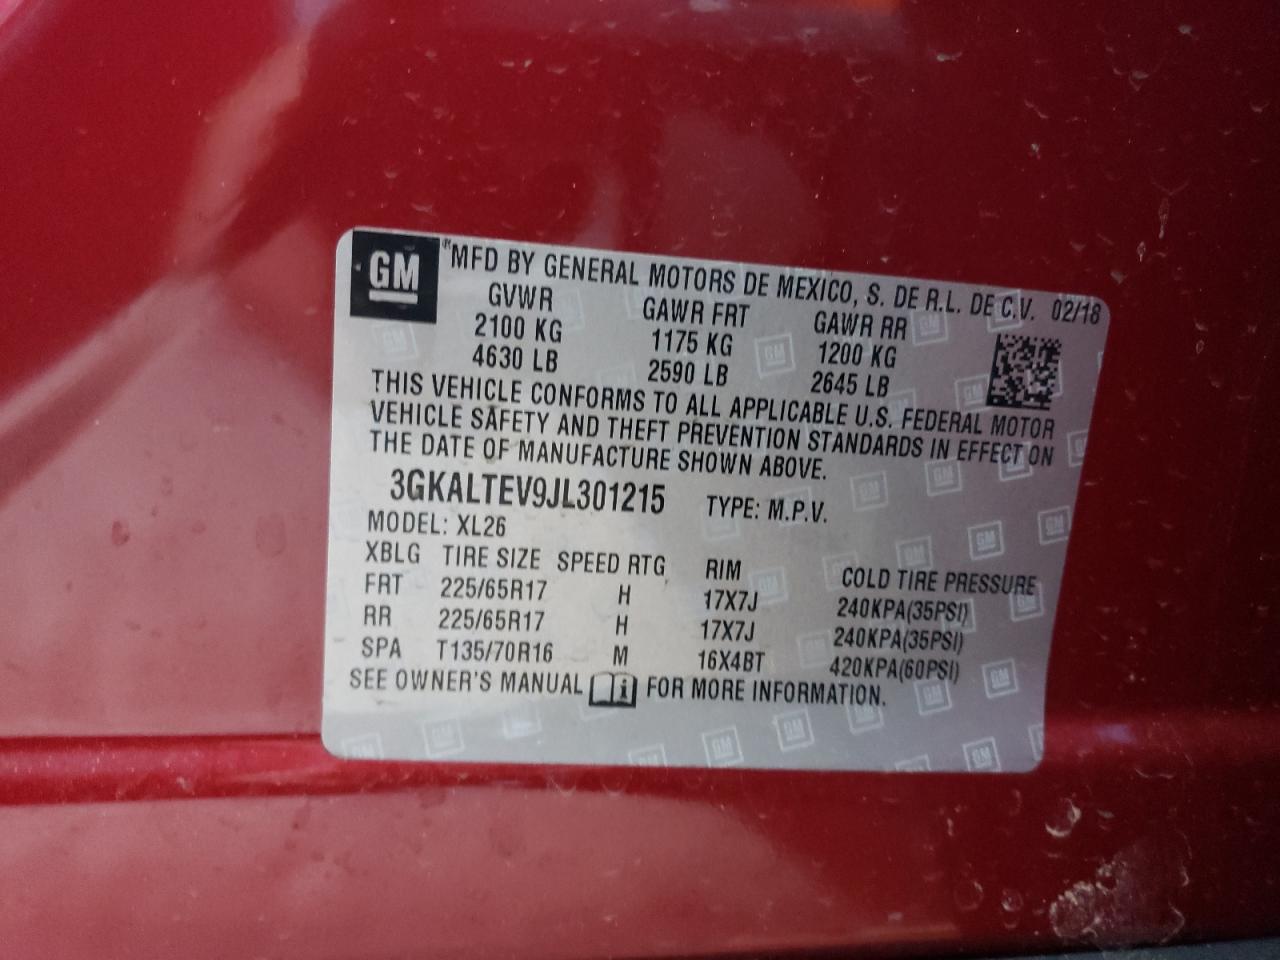 GM
® MFD BY GENERAL MOTORS DE MEXICO, S. DE R.L. DE C.V. 02/18
GVWR GAWR FRT GAWR RR
2100 KG 1175 KG 1200 KG
4630 LB 2590 LB 2645 LB
THIS VEHICLE CONFORMS TO ALL APPLICABLE U.S. FEDERAL MOTOR
VEHICLE SAFETY AND THEFT PREVENTION STANDARDS IN EFFECT ON
THE DATE OF MANUFACTURE SHOWN ABOVE.
3GKALTEV9JL301215 TYPE: M.P.V.
MODEL: XL26
XBLG TIRE SIZE SPEED RTG RIM COLD TIRE PRESSURE
FRT 225/65R17 H 17X7J 240KPA(35PSI)
RR 225/65R17 H 17X7J 240KPA(35PSI)
SPA T135/70R16 M 16X4BT 420KPA(60PSI)
SEE OWNER'S MANUAL FOR MORE INFORMATION.